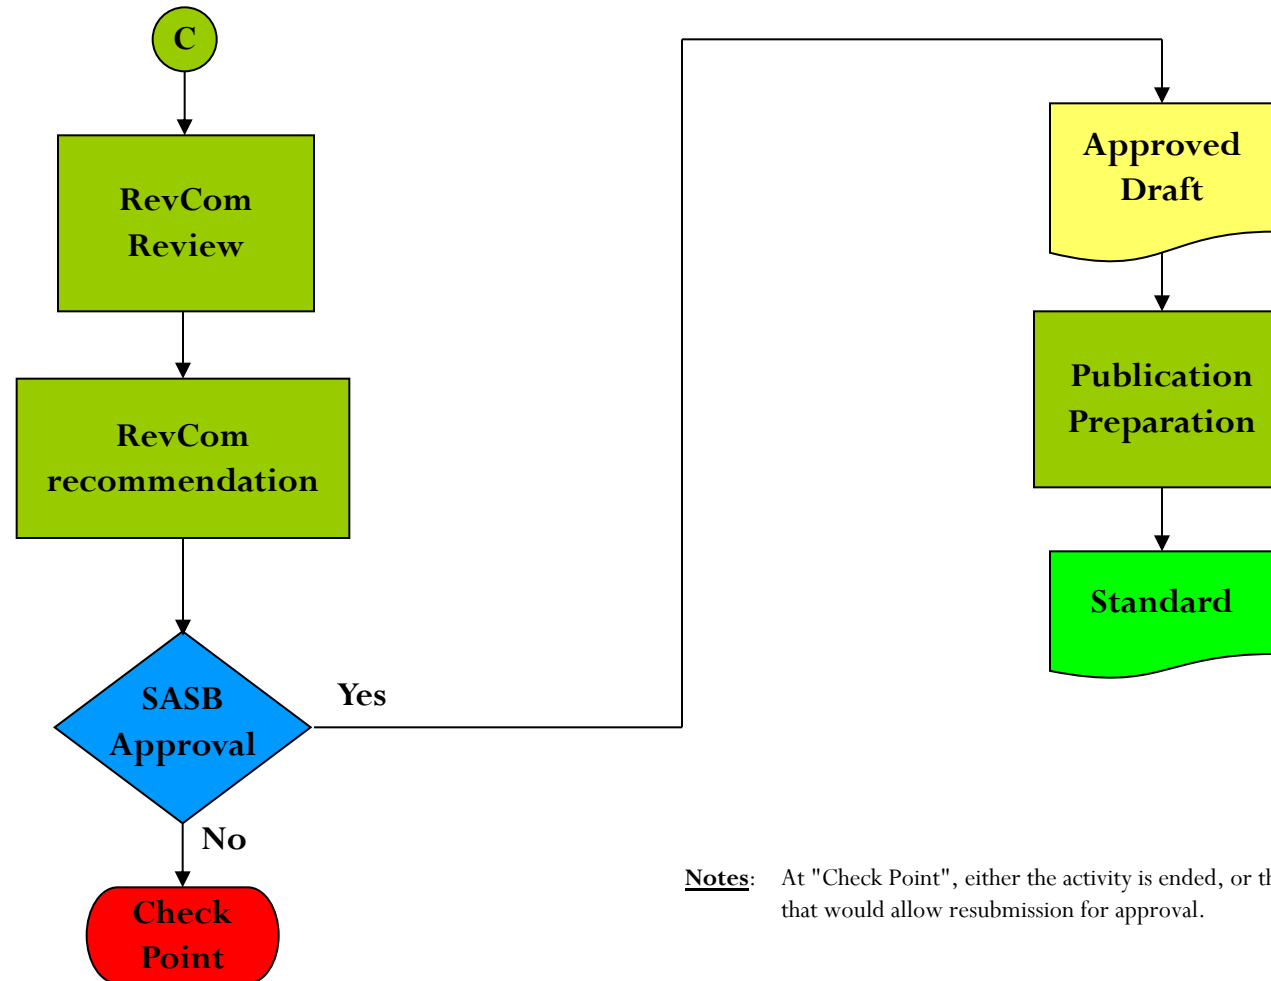 C
RevCom
Review
RevCom
recommendation
SASB
Approval
Yes
No
Check
Point
Approved
Draft
Publication
Preparation
Standard
Notes: At "Check Point", either the activity is ended, or
that would allow resubmission for approval.